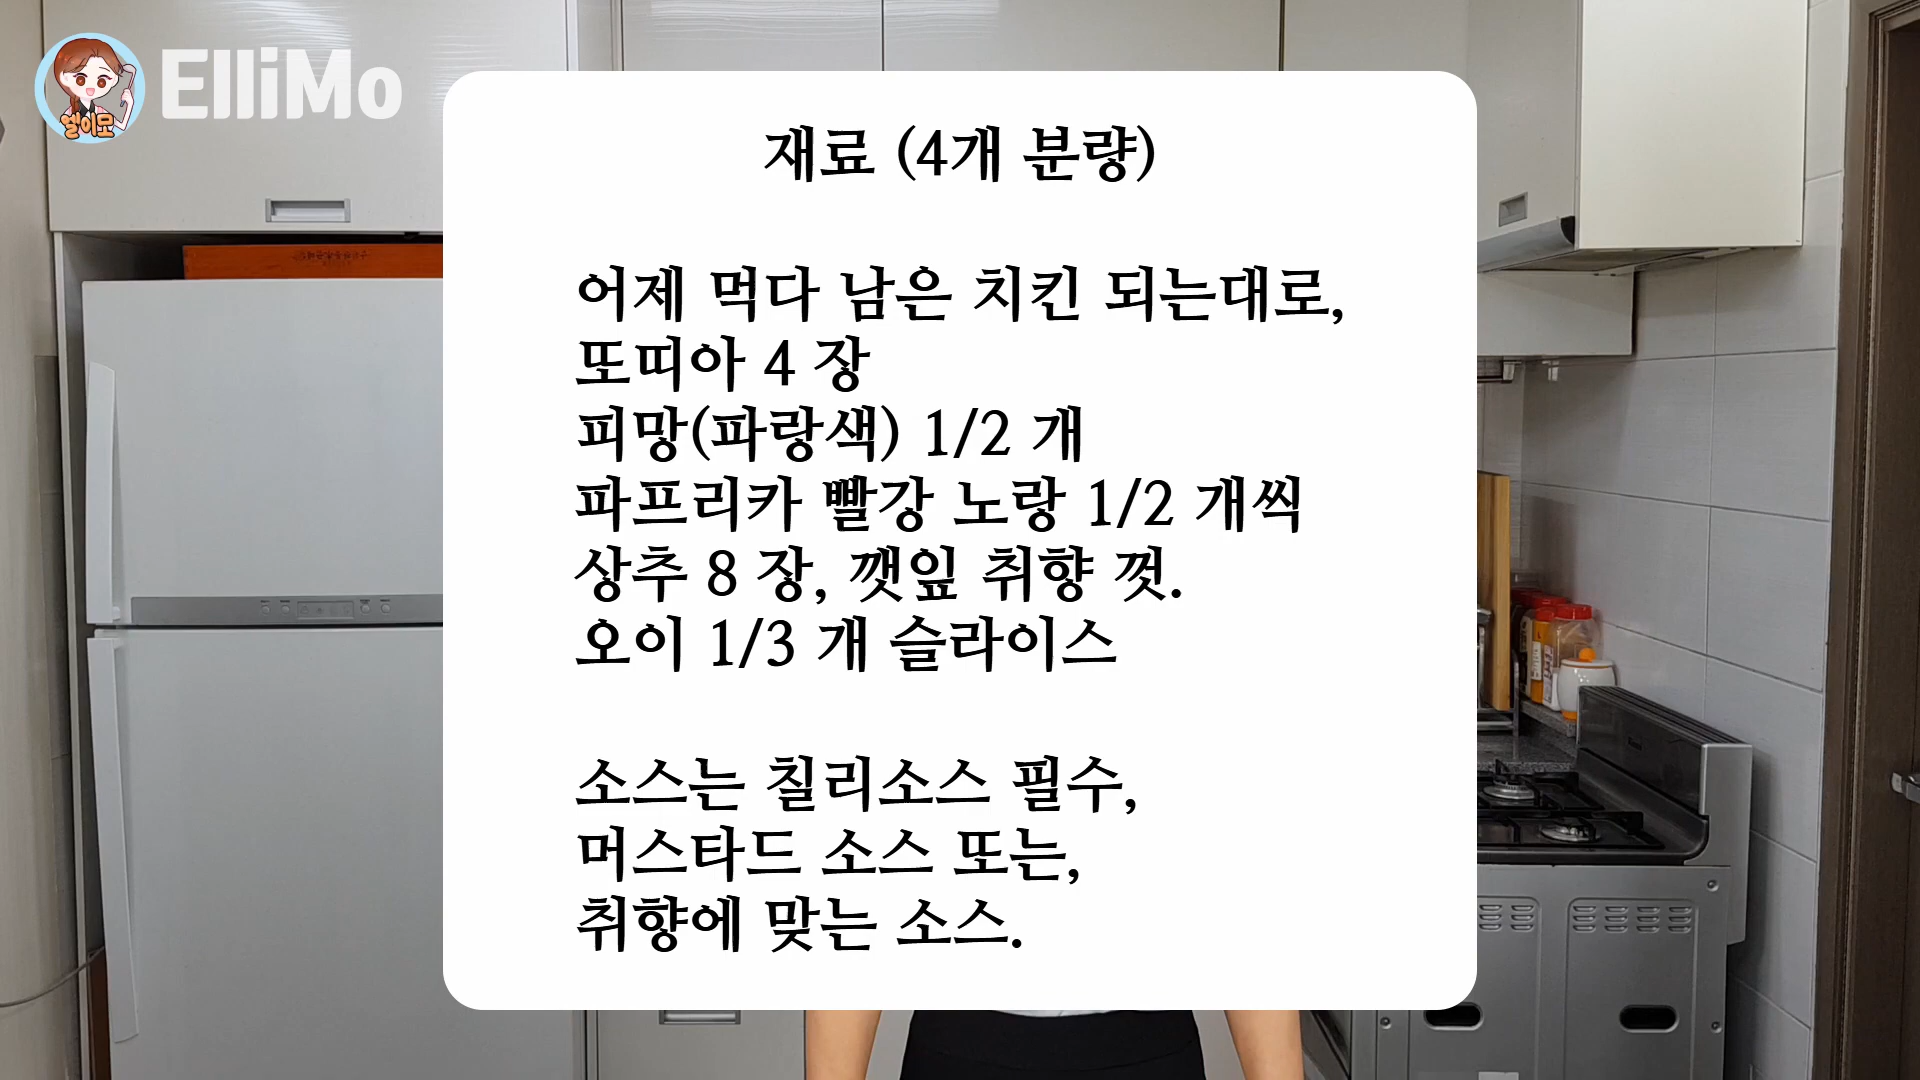 ElliMo
엘이모
재료 (4개 분량)
어제 먹다 남은 치킨 되는대로,
또띠아 4 장
피망(파랑색) 1/2 개
파프리카 빨강 노랑 1/2 개씩
상추 8 장, 깻잎 취향 껏.
오이 1/3 개 슬라이스
소스는 칠리소스 필수,
머스타드 소스 또는,
취향에 맞는 소스.